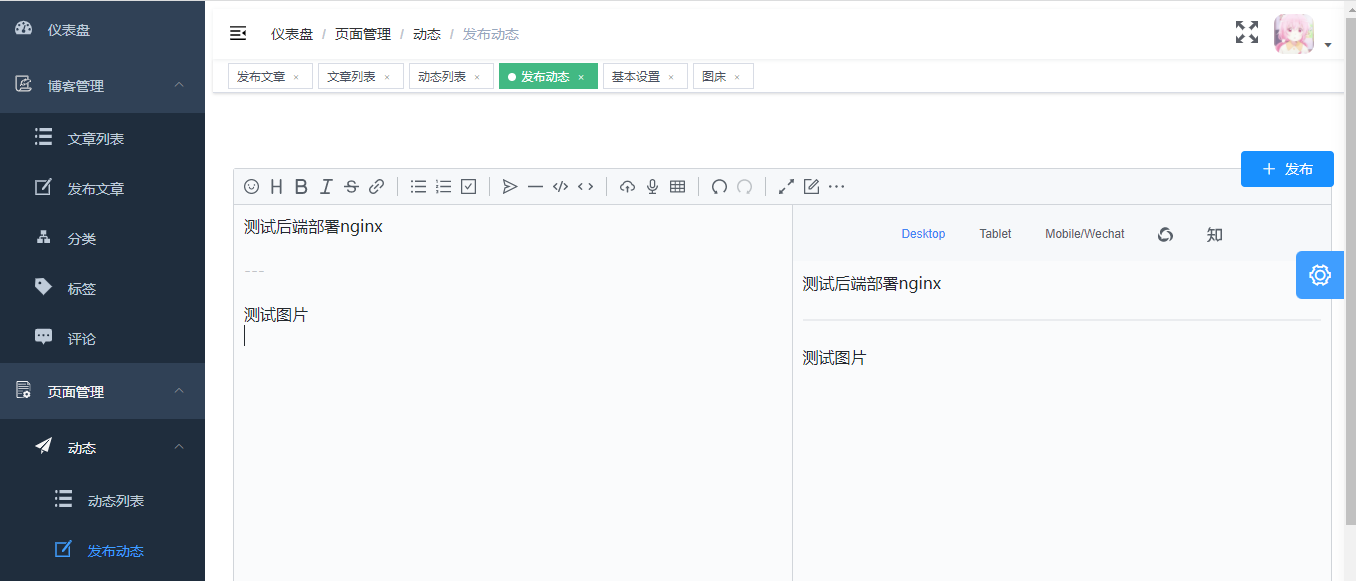 仪表盘
博客管理
文章列表
发布文章
分类
标签
评论
页面管理
动态
动态列表
发布动态
仪表盘 / 页面管理 / 动态 / 发布动态
发布文章 × 文章列表 × 动态列表 × 发布动态 × 基本设置 × 图床 ×
+ 发布
测试后端部署nginx
---
测试图片
Desktop Tablet Mobile/Wechat 知
测试后端部署nginx
测试图片